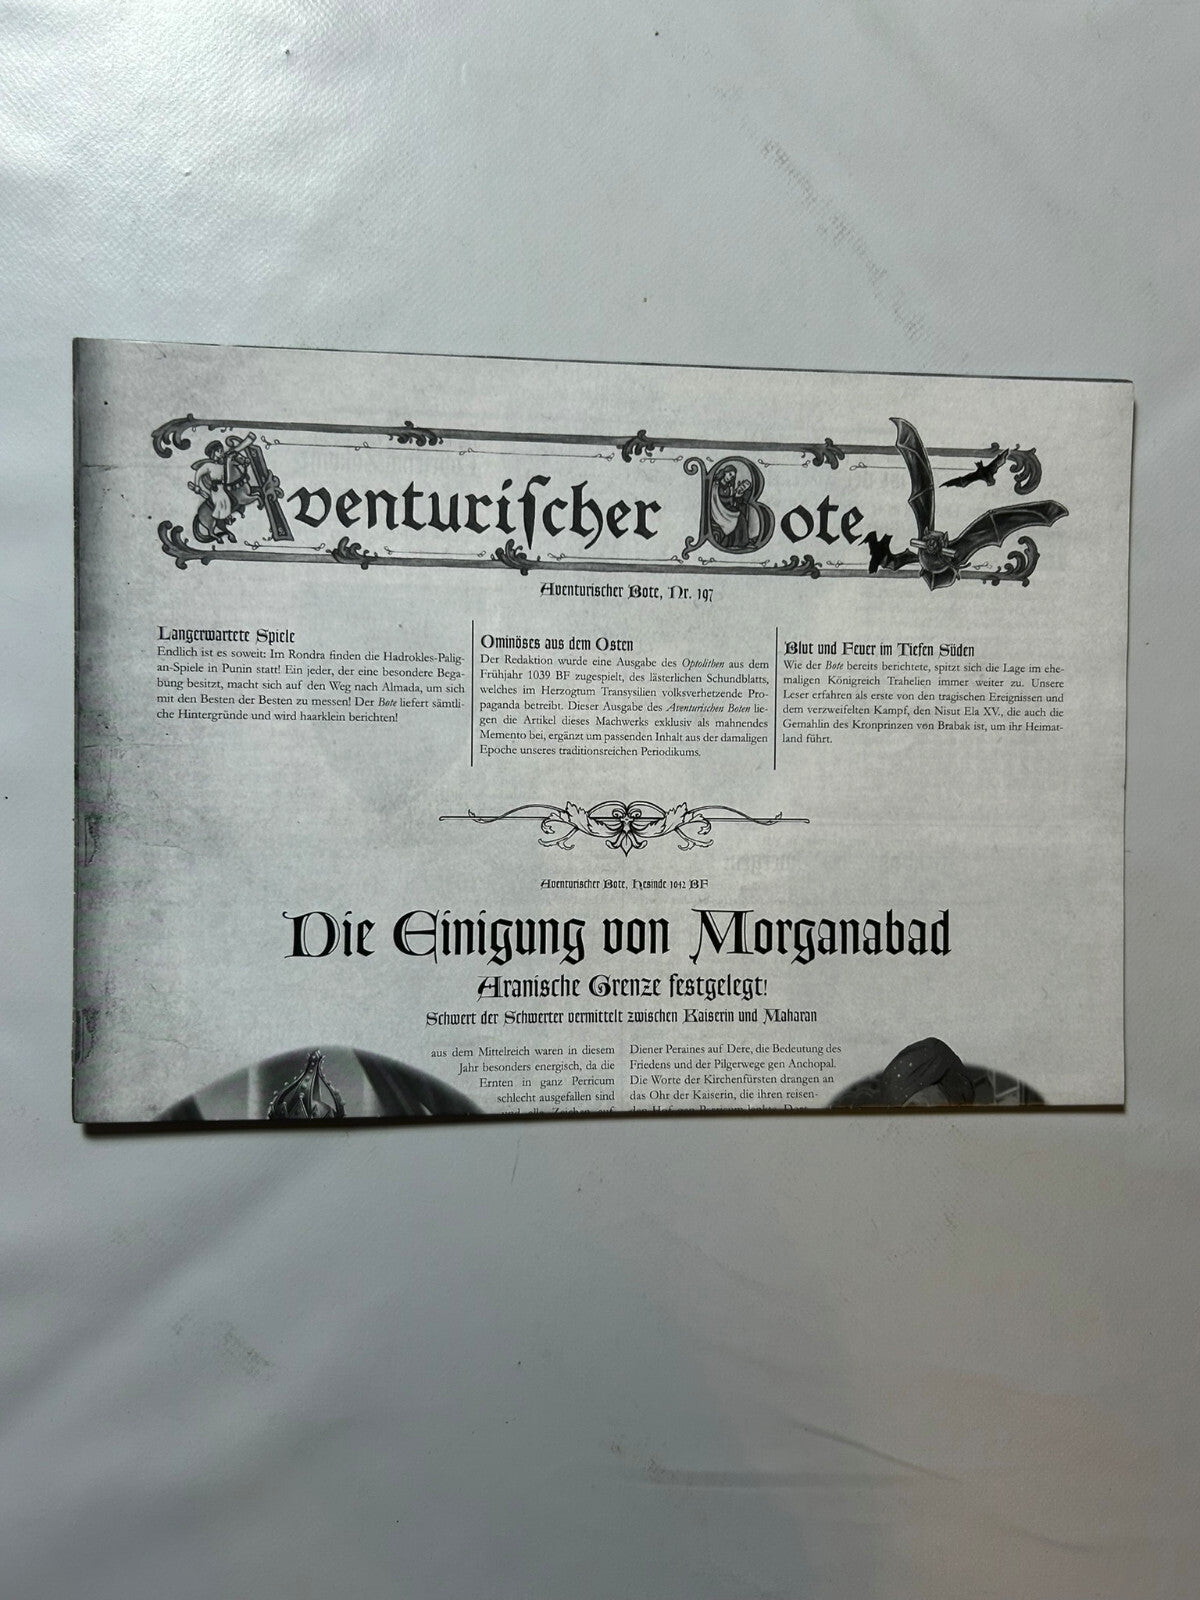 Aventurischer Bote
Aventurischer Bote, Nr. 197
Langerwartete Spiele
Endlich ist es soweit: Im Rondra finden die Hadrokles-Palig-
an-Spiele in Punin statt! Ein jeder, der eine besondere Bega-
bung besitzt, macht sich auf den Weg nach Almada, um sich
mit den Besten der Besten zu messen! Der Bote liefert sämtli-
che Hintergründe und wird haarklein berichten!
Ominöses aus dem Osten
Der Redaktion wurde eine Ausgabe des Optolithen aus dem
Frühjahr 1039 BF zugespielt, des lästerlichen Schundblatts,
welches im Herzogtum Transysilien volksverhetzende Pro-
paganda betreibt. Dieser Ausgabe des Aventurischen Boten lie-
gen die Artikel dieses Machwerks exklusiv als mahnendes
Memento bei, ergänzt um passenden Inhalt aus der damaligen
Epoche unseres traditionsreichen Periodikums.
Blut und Feuer im Tiefen Süden
Wie der Bote bereits berichtete, spitzt sich die Lage im ehe-
maligen Königreich Trahelien immer weiter zu. Unsere
Leser erfahren als erste von den tragischen Ereignissen und
dem verzweifelten Kampf, den Nisut Ela XV., die auch die
Gemahlin des Kronprinzen von Brabak ist, um ihr Heimat-
land führt.
Aventurischer Bote, Hesinde 1042 BF
Die Einigung von Morganabad
Aranische Grenze festgelegt!
Schwert der Schwerter vermittelt zwischen Kaiserin und Maharan
aus dem Mittelreich waren in diesem
Jahr besonders energisch, da die
Ernten in ganz Perricum
schlecht ausgefallen sind
und alle Zeichen auf
Diener Peraines auf Dere, die Bedeutung des
Friedens und der Pilgerwege gen Anchopal.
Die Worte der Kirchenfürsten drangen an
das Ohr der Kaiserin, die ihren reisen-
den Hof gen Perricum lenkte. Dort